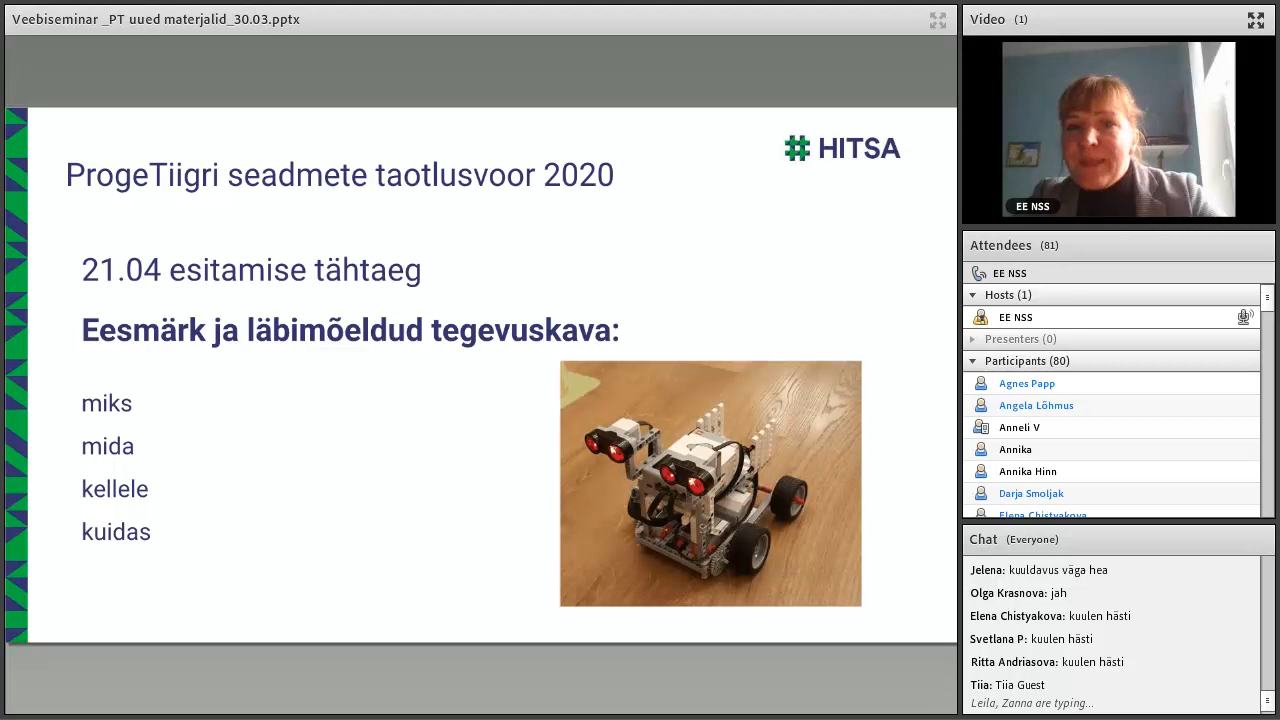 Veebiseminar _PT uued materjalid_30.03.pptx
HITSA
ProgeTiigri seadmete taotlusvoor 2020
21.04 esitamise tähtaeg
Eesmärk ja läbimõeldud tegevuskava:
miks
mida
kellele
kuidas
Video (1)
EE NSS
Attendees (81)
EE NSS
Hosts (1)
EE NSS
Presenters (0)
Participants (80)
Agnes Papp
Angela Lõhmus
Anneli V
Annika
Annika Hinn
Darja Smoljak
Elena Chistyakova
Chat (Everyone)
Jelena: kuuldavus väga hea
Olga Krasnova: jah
Elena Chistyakova: kuulen hästi
Svetlana P: kuulen hästi
Ritta Andriasova: kuulen hästi
Tiia: Tiia Guest
Leila, Zanna are typing...